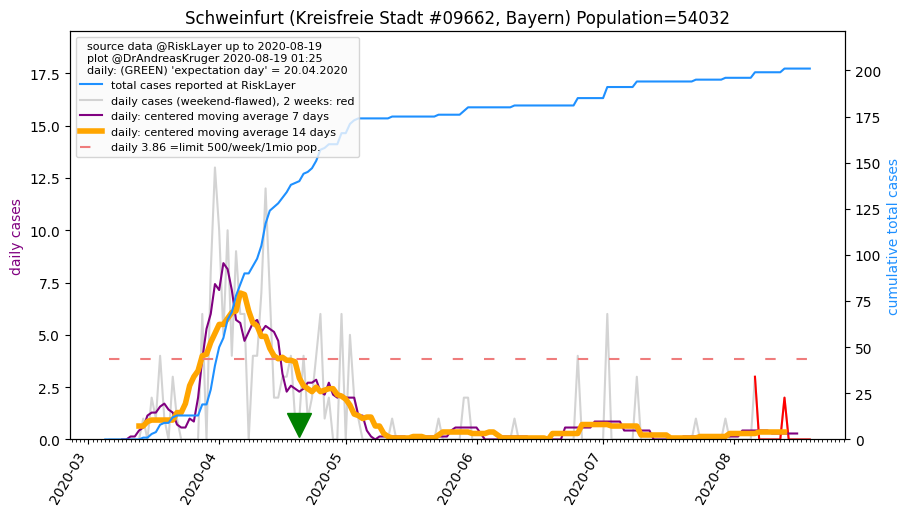 Schweinfurt (Kreisfreie Stadt #09662, Bayern) Population=54032
source data @RiskLayer up to 2020-08-19
plot @DrAndreasKruger 2020-08-19 01:25
daily: (GREEN) 'expectation day' = 20.04.2020
total cases reported at RiskLayer
daily cases (weekend-flawed), 2 weeks: red
daily: centered moving average 7 days
daily: centered moving average 14 days
daily 3.86 =limit 500/week/1mio pop.
daily cases
17.5
15.0
12.5
10.0
7.5
5.0
2.5
0.0
200
175
150
125
100
75
50
25
0
cumulative total cases
2020-03
2020-04
2020-05
2020-06
2020-07
2020-08